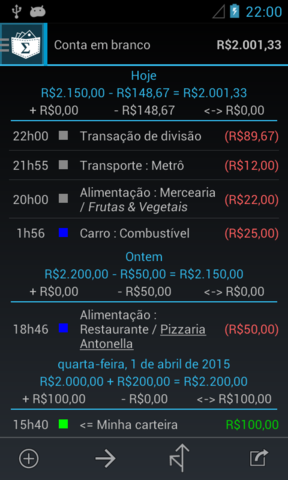 22:00
Σ
Conta em branco R$2.001,33
Hoje
R$2.150,00 - R$148,67 = R$2.001,33
+ R$0,00 - R$148,67 <-> R$0,00
22h00 Transação de divisão (R$89,67)
21h55 Transporte : Metrô (R$12,00)
20h00 Alimentação : Mercearia (R$22,00)
/ Frutas & Vegetais
1h56 Carro : Combustível (R$25,00)
Ontem
R$2.200,00 - R$50,00 = R$2.150,00
+ R$0,00 - R$50,00 <-> R$0,00
18h46 Alimentação : (R$50,00)
Restaurante / Pizzaria
Antonella
quarta-feira, 1 de abril de 2015
R$2.000,00 + R$200,00 = R$2.200,00
+ R$100,00 - R$0,00 <-> R$100,00
15h40 <= Minha carteira R$100,00